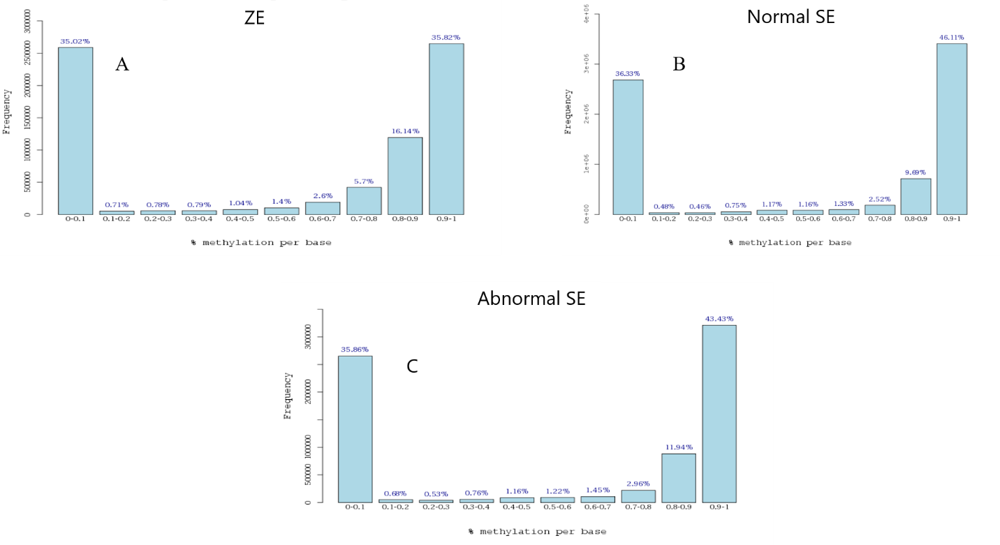 ZE
A
Frequency
3000000
2500000
2000000
1500000
1000000
500000
0
35.02%
0.71%
0.78%
0.79%
1.04%
1.4%
2.6%
5.7%
16.14%
35.82%
0-0.1 0.1-0.2 0.2-0.3 0.3-0.4 0.4-0.5 0.5-0.6 0.6-0.7 0.7-0.8 0.8-0.9 0.9-1
% methylation per base
Normal SE
B
Frequency
4e+06
3e+06
2e+06
1e+06
0e+00
36.33%
0.48%
0.46%
0.75%
1.17%
1.16%
1.33%
2.52%
9.69%
46.11%
0-0.1 0.1-0.2 0.2-0.3 0.3-0.4 0.4-0.5 0.5-0.6 0.6-0.7 0.7-0.8 0.8-0.9 0.9-1
% methylation per base
Abnormal SE
C
Frequency
3000000
2000000
1000000
500000
0
35.86%
0.68%
0.53%
0.76%
1.16%
1.22%
1.45%
2.96%
11.94%
43.43%
0-0.1 0.1-0.2 0.2-0.3 0.3-0.4 0.4-0.5 0.5-0.6 0.6-0.7 0.7-0.8 0.8-0.9 0.9-1
% methylation per base